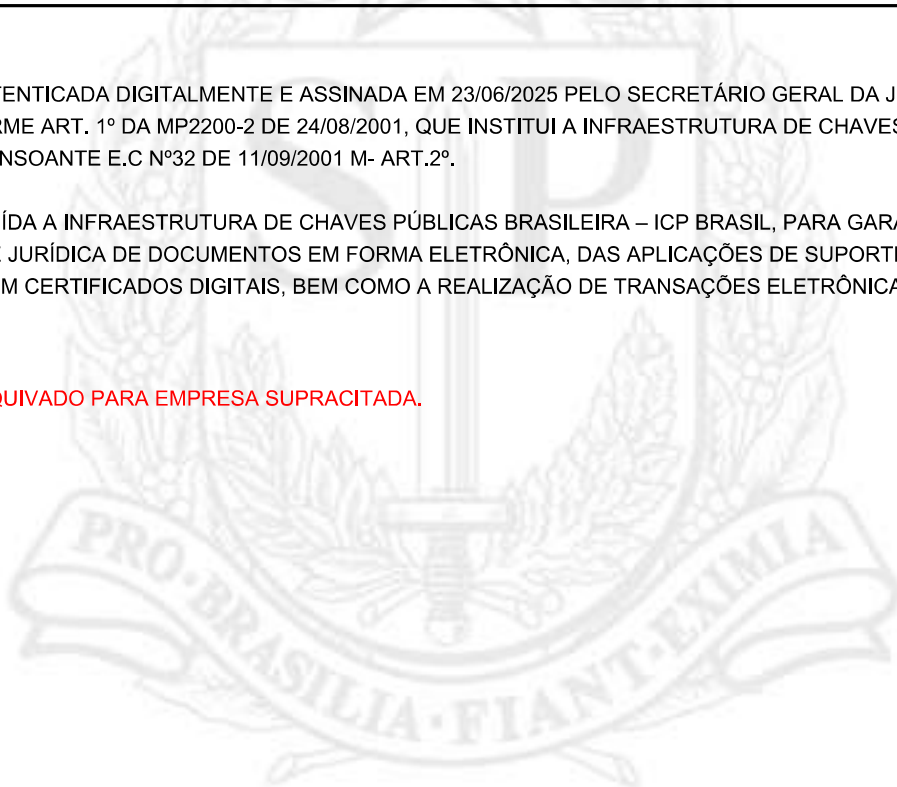 TENTICADA DIGITALMENTE E ASSINADA EM 23/06/2025 PELO SECRETÁRIO GERAL DA J
RME ART. 1º DA MP2200-2 DE 24/08/2001, QUE INSTITUI A INFRAESTRUTURA DE CHAVES
NSOANTE E.C Nº32 DE 11/09/2001 M- ART.2º.
ÍDA A INFRAESTRUTURA DE CHAVES PÚBLICAS BRASILEIRA – ICP BRASIL, PARA GARA
E JURÍDICA DE DOCUMENTOS EM FORMA ELETRÔNICA, DAS APLICAÇÕES DE SUPORTE
M CERTIFICADOS DIGITAIS, BEM COMO A REALIZAÇÃO DE TRANSAÇÕES ELETRÔNICA
QUIVADO PARA EMPRESA SUPRACITADA.
SP
PRO·BRASILIA·FIANT·EXIMIA